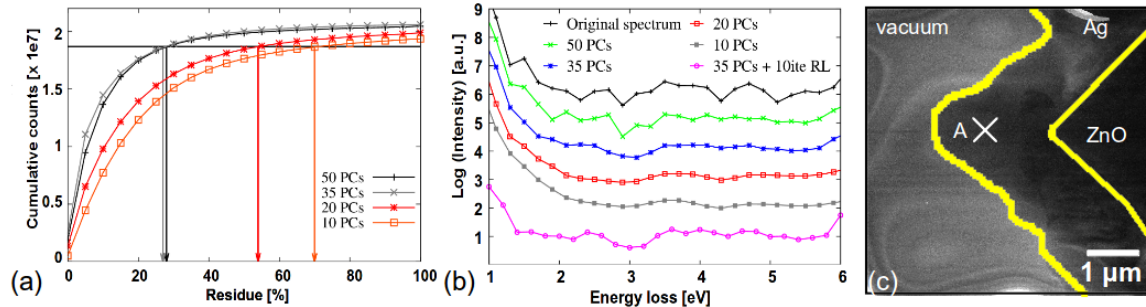 Cumulative counts [x 1e7]
2
1.5
1
0.5
0
50 PCs
35 PCs
20 PCs
10 PCs
0 20 40 60 80 100
Residue [%]
(a)
Log (Intensity) [a.u.]
9
8
7
6
5
4
3
2
1
Original spectrum
50 PCs
35 PCs
20 PCs
10 PCs
35 PCs + 10ite RL
1 2 3 4 5 6
Energy loss [eV]
(b)
vacuum
Ag
A
ZnO
1 µm
(c)